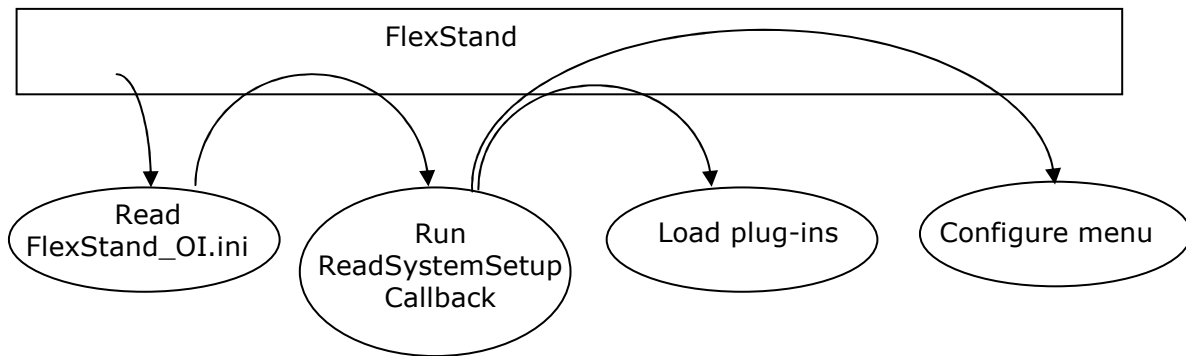 FlexStand
Read
FlexStand_OI.ini
Run
ReadSystemSetup
Callback
Load plug-ins
Configure menu